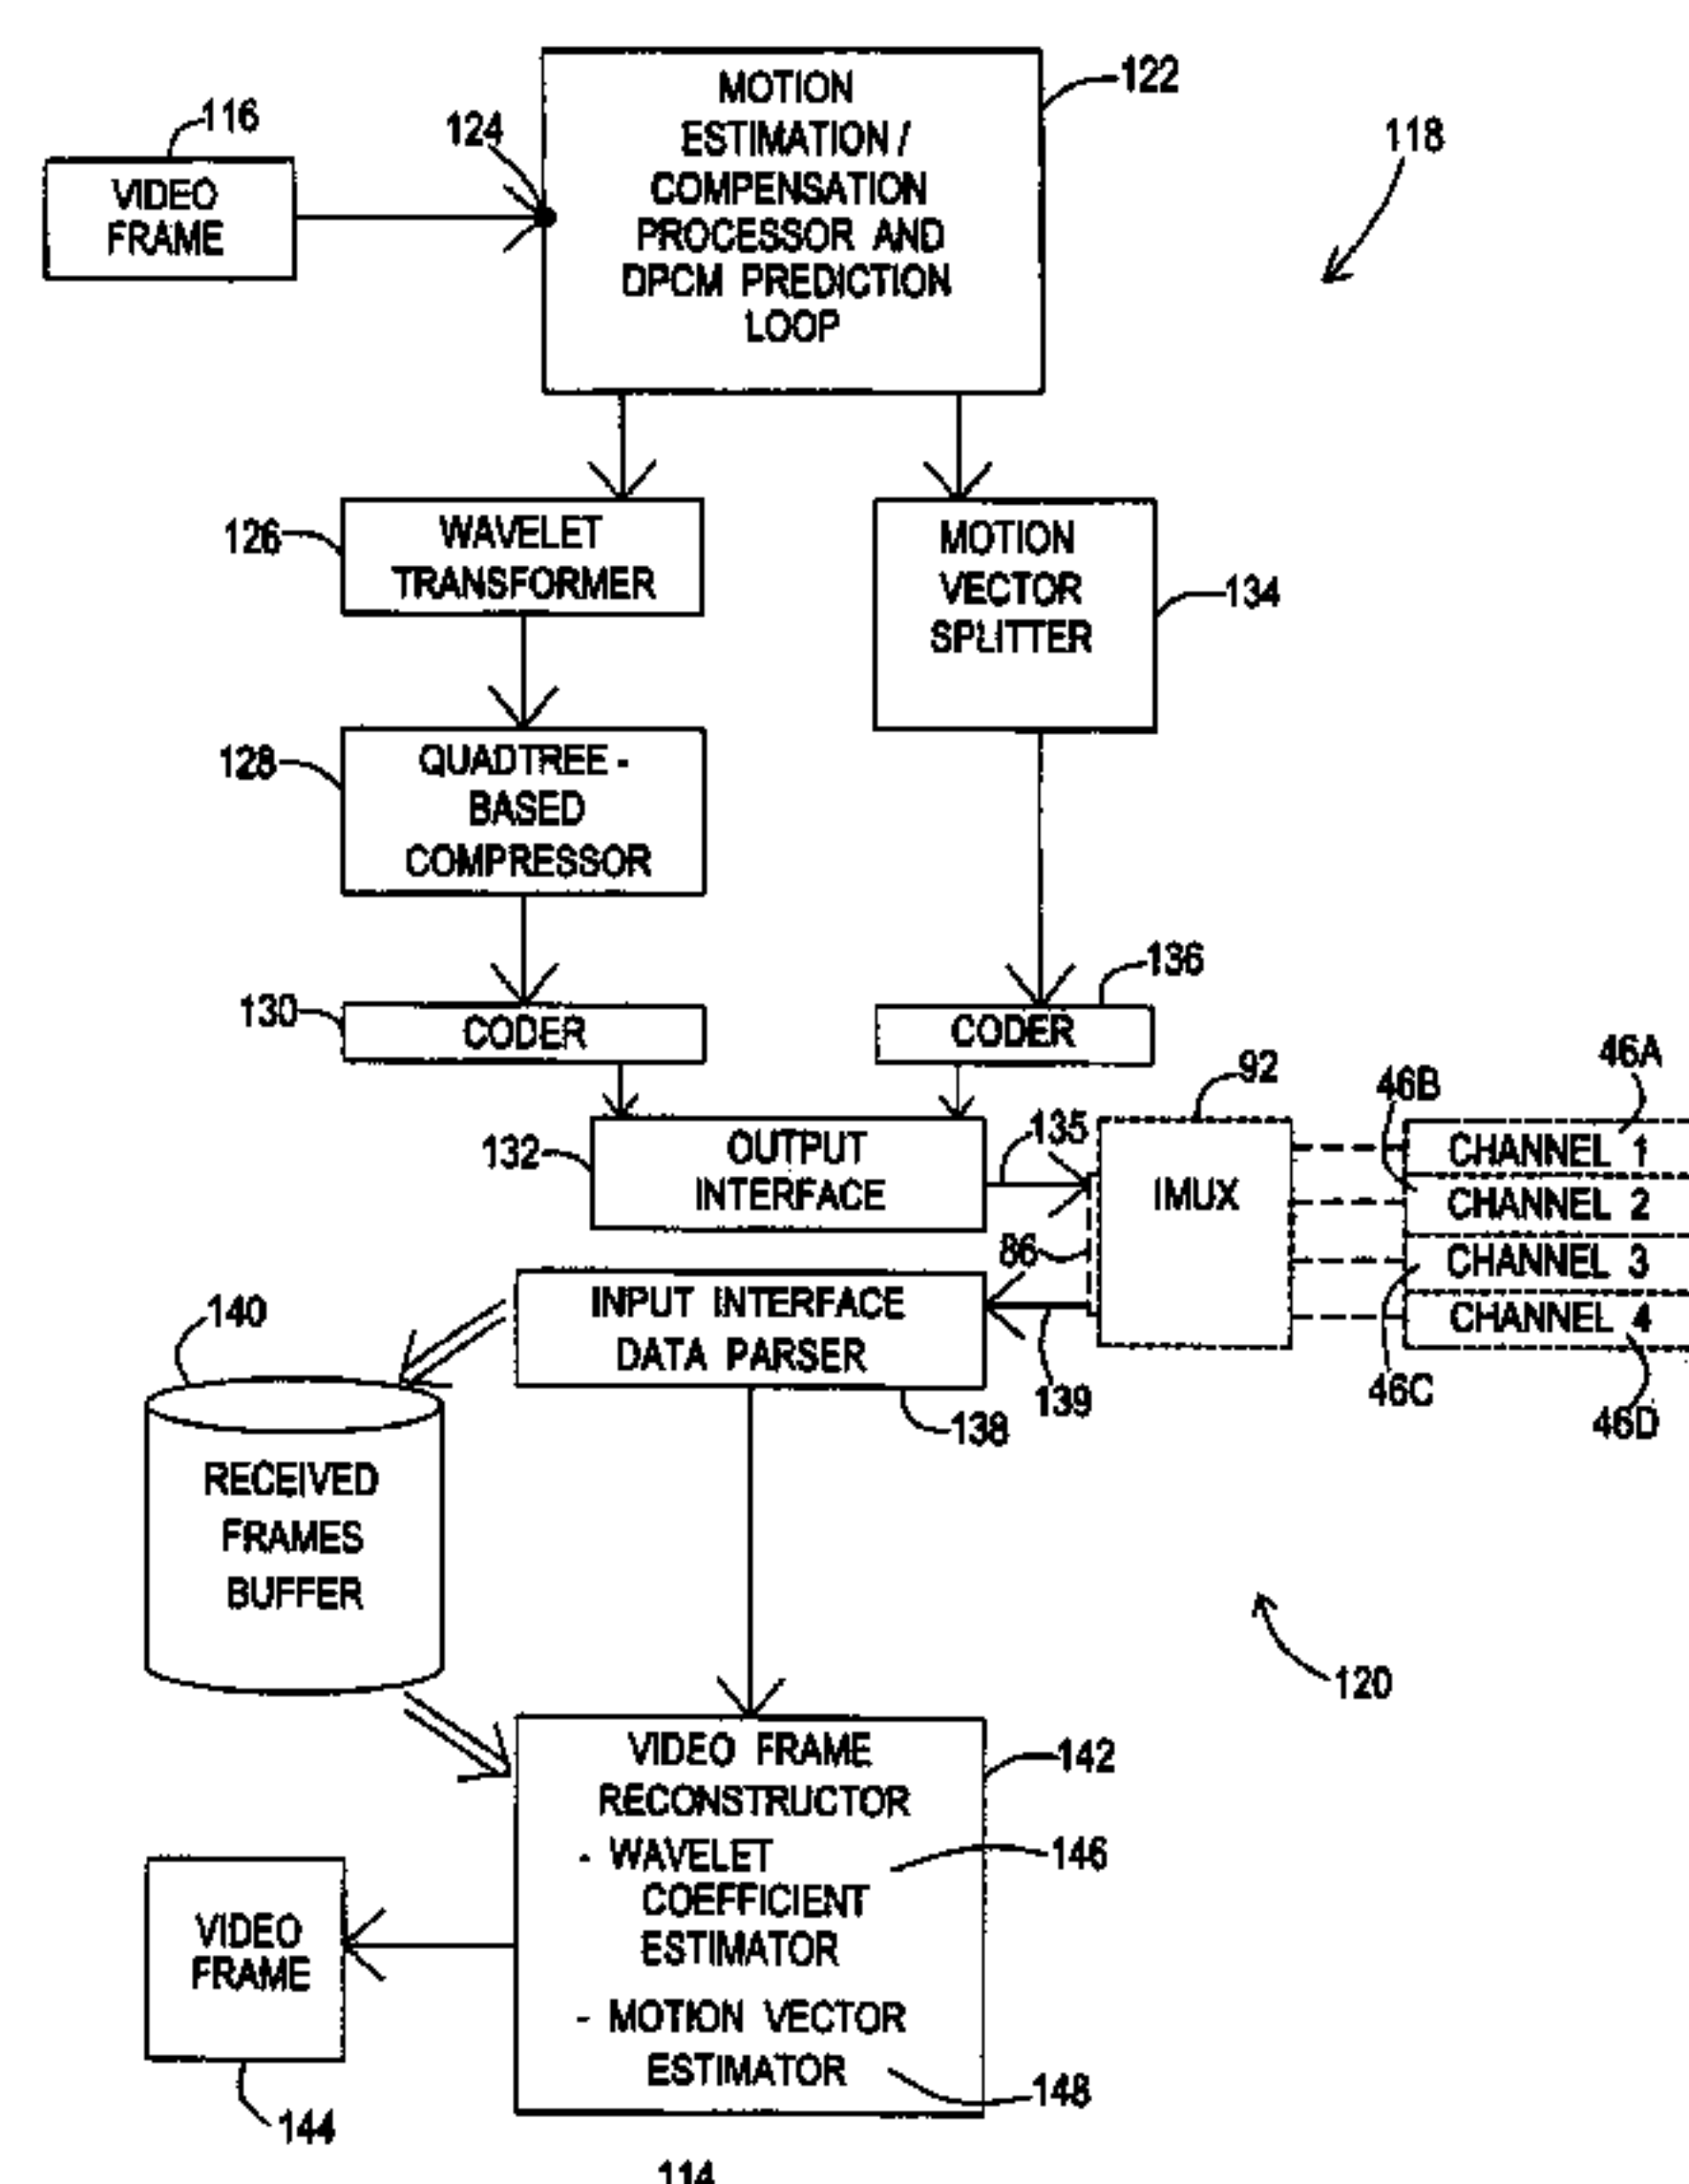 MOTION
ESTIMATION /
COMPENSATION
PROCESSOR AND
DPCM PREDICTION
LOOP
122
116
124
118
VIDEO
FRAME
126
WAVELET
TRANSFORMER
MOTION
VECTOR
SPLITTER
134
128
QUADTREE -
BASED
COMPRESSOR
130
CODER
136
CODER
92
46A
46B
132
OUTPUT
INTERFACE
135
IMUX
CHANNEL 1
CHANNEL 2
CHANNEL 3
CHANNEL 4
86
INPUT INTERFACE
DATA PARSER
138
139
46C
46D
140
RECEIVED
FRAMES
BUFFER
120
VIDEO FRAME
RECONSTRUCTOR
- WAVELET
COEFFICIENT
ESTIMATOR
- MOTION VECTOR
ESTIMATOR
142
146
148
VIDEO
FRAME
144
114